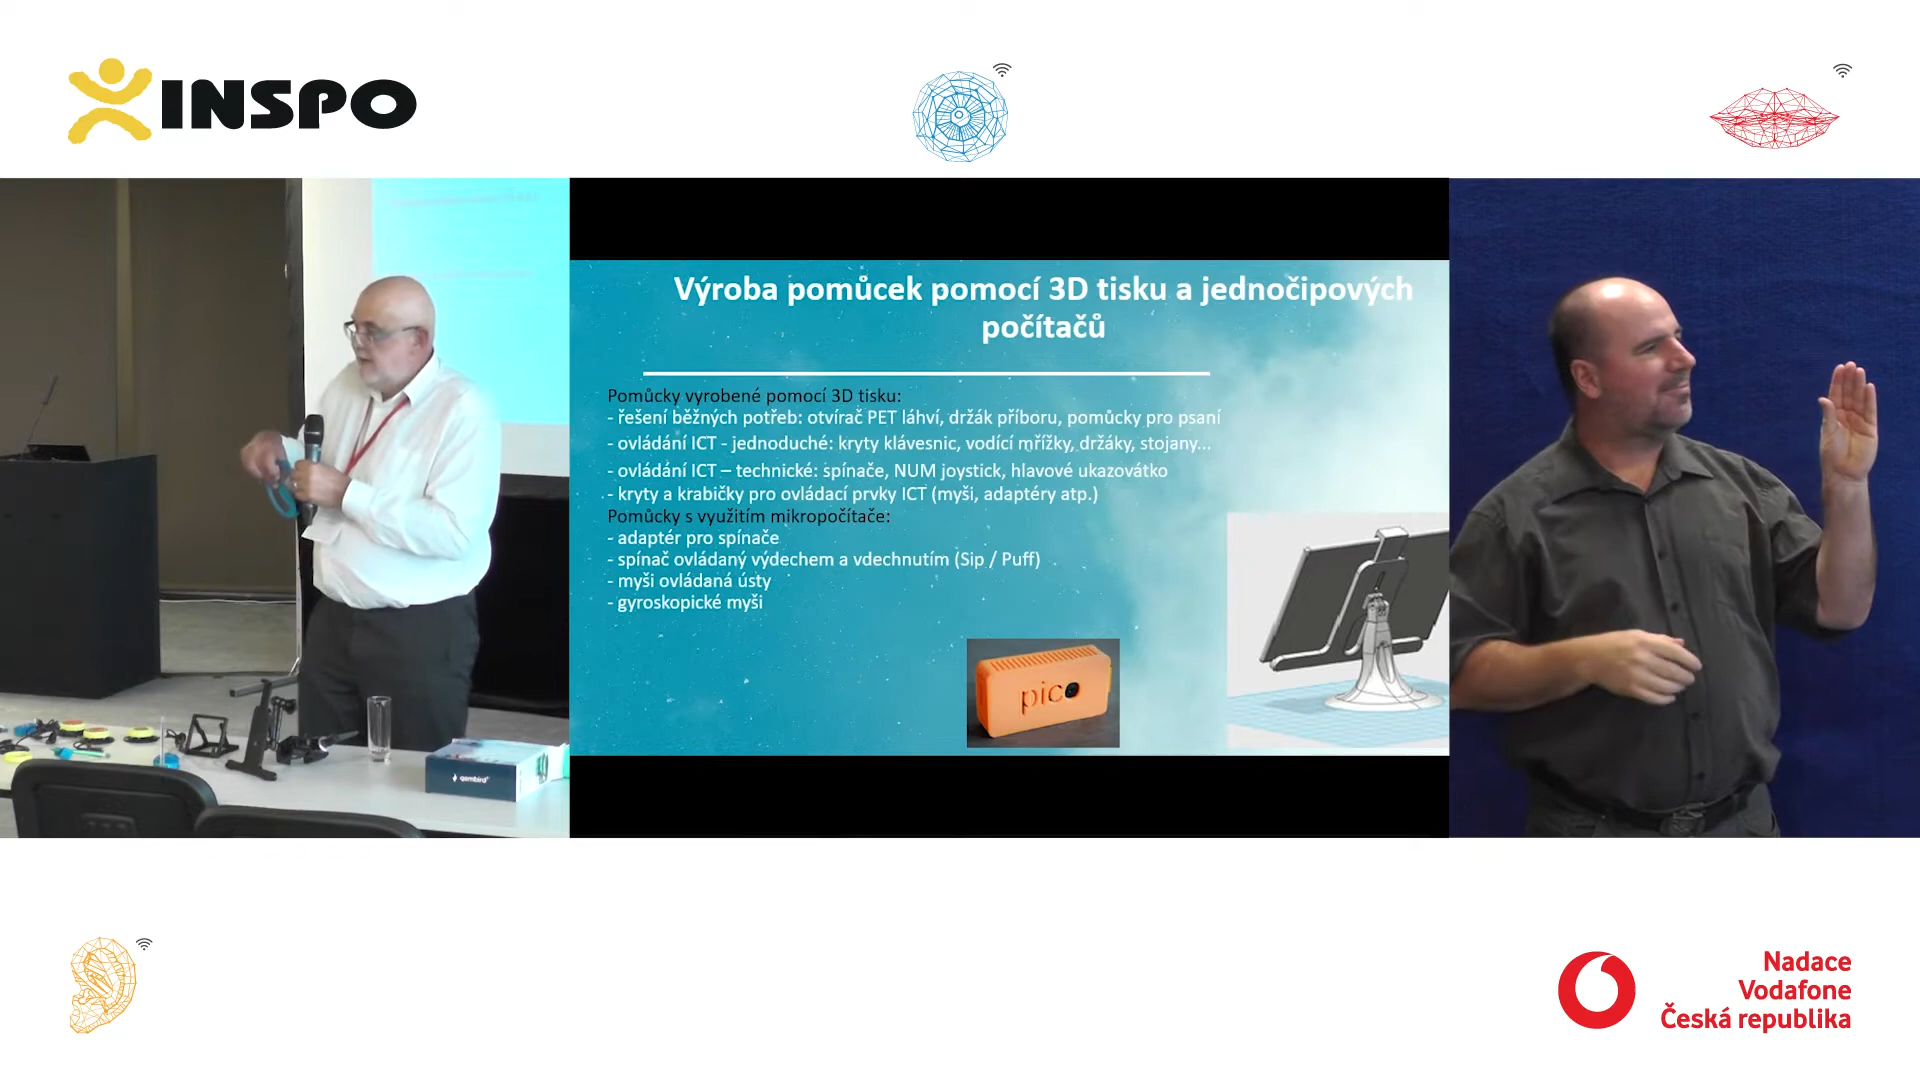 INSPO
Výroba pomůcek pomocí 3D tisku a jednočipových
počítačů
Pomůcky vyrobené pomocí 3D tisku:
- řešení běžných potřeb: otvírač PET láhví, držák příboru, pomůcky pro psaní
- ovládání ICT - jednoduché: kryty klávesnic, vodící mřížky, držáky, stojany...
- ovládání ICT – technické: spínače, NUM joystick, hlavové ukazovátko
- kryty a krabičky pro ovládací prvky ICT (myši, adaptéry atp.)
Pomůcky s využitím mikropočítače:
- adaptér pro spínače
- spínač ovládaný výdechem a vdechnutím (Sip / Puff)
- myši ovládaná ústy
- gyroskopické myši
pico
gembird
Nadace
Vodafone
Česká republika